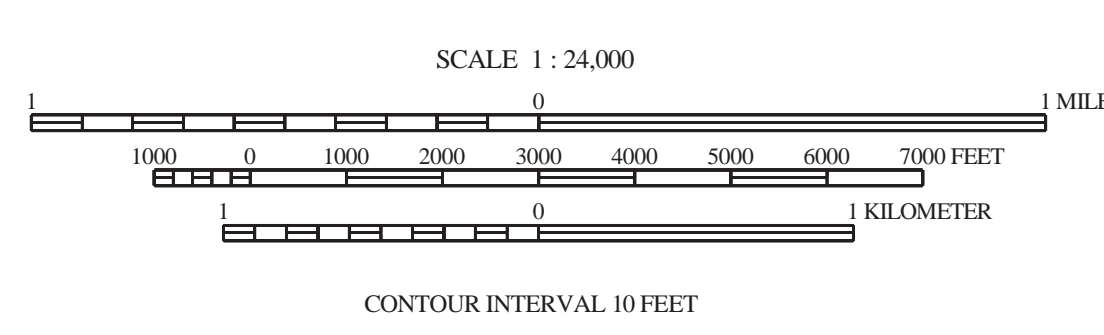 SCALE 1 : 24,000
1 0 1 MILE
1000 0 1000 2000 3000 4000 5000 6000 7000 FEET
1 0 1 KILOMETER
CONTOUR INTERVAL 10 FEET